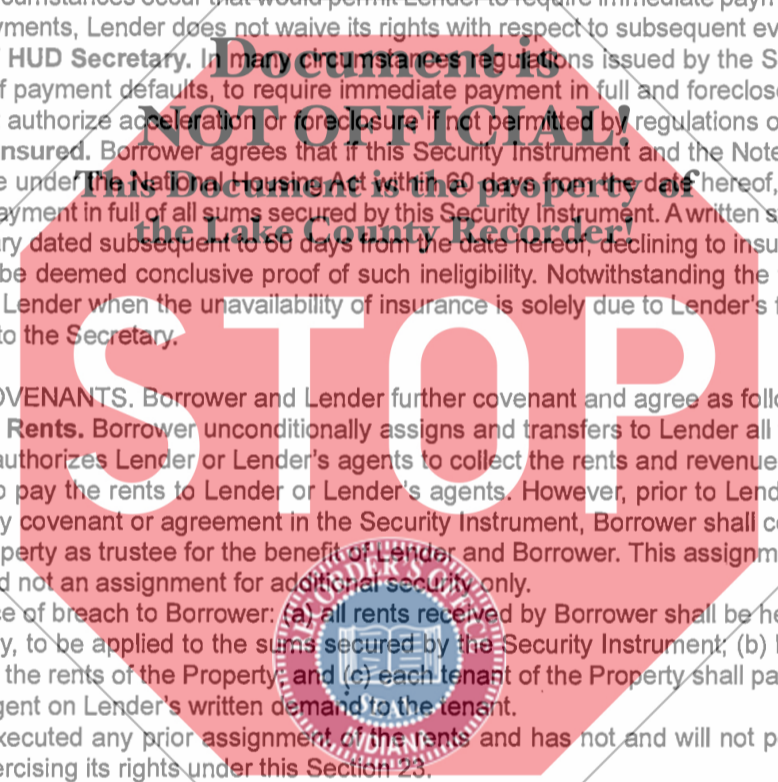 circumstances occur that would permit Lender to require immediate paym
ments, Lender does not waive its rights with respect to subsequent ev
HUD Secretary. In many circumstances regulations issued by the S
f payment defaults, to require immediate payment in full and foreclose
authorize acceleration or foreclosure if not permitted by regulations o
nsured. Borrower agrees that if this Security Instrument and the Note
e under the National Housing Act within 60 days from the date hereof,
ayment in full of all sums secured by this Security Instrument. A written s
ry dated subsequent to 60 days from the date hereof, declining to insu
be deemed conclusive proof of such ineligibility. Notwithstanding the
Lender when the unavailability of insurance is solely due to Lender's f
to the Secretary.
OVENANTS. Borrower and Lender further covenant and agree as follo
Rents. Borrower unconditionally assigns and transfers to Lender all
authorizes Lender or Lender's agents to collect the rents and revenue
o pay the rents to Lender or Lender's agents. However, prior to Lend
y covenant or agreement in the Security Instrument, Borrower shall co
perty as trustee for the benefit of Lender and Borrower. This assignm
d not an assignment for additional security only.
ce of breach to Borrower: (a) all rents received by Borrower shall be he
y, to be applied to the sums secured by the Security Instrument; (b)
the rents of the Property; and (c) each tenant of the Property shall pa
gent on Lender's written demand to the tenant.
xecuted any prior assignment of the rents and has not and will not p
ercising its rights under this Section 23.
Document is
NOT OFFICIAL!
This Document is the property of
the Lake County Recorder!
STOP
RECORDER'S OFFICE
SEAL
INDIANA